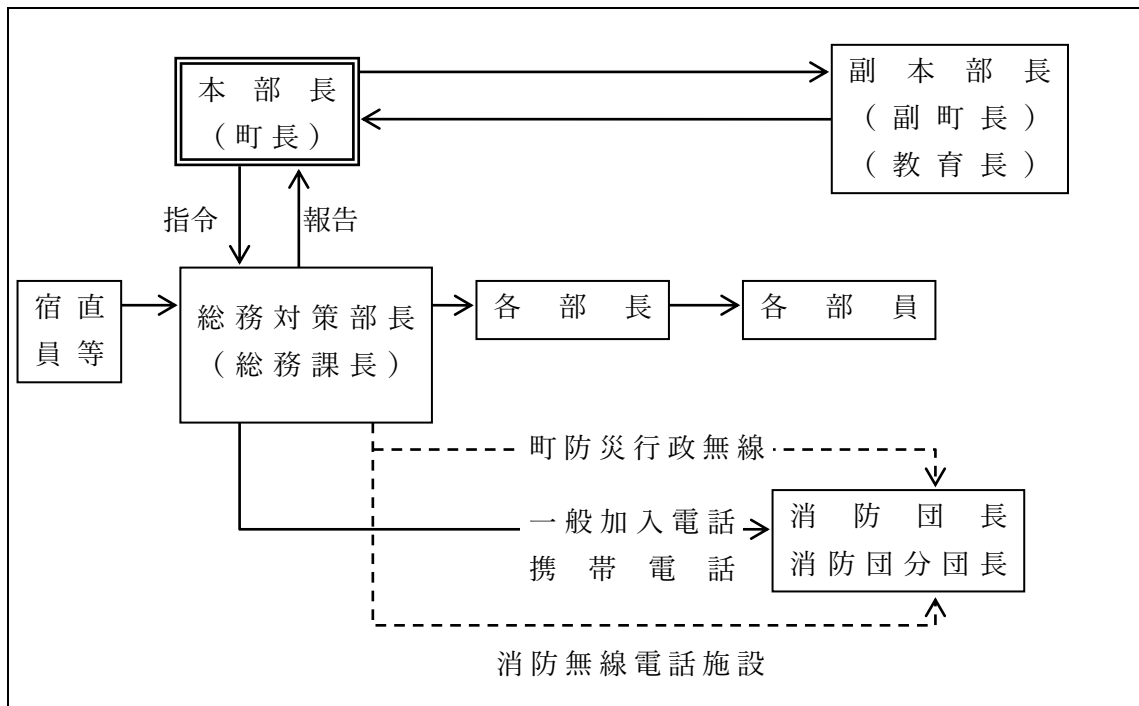 本部長
（町長）
副本部長
（副町長）
（教育長）
指令
報告
宿直
員等
総務対策部長
（総務課長）
各部長
各部員
町防災行政無線
一般加入電話
携帯電話
消防団長
消防団分団長
消防無線電話施設